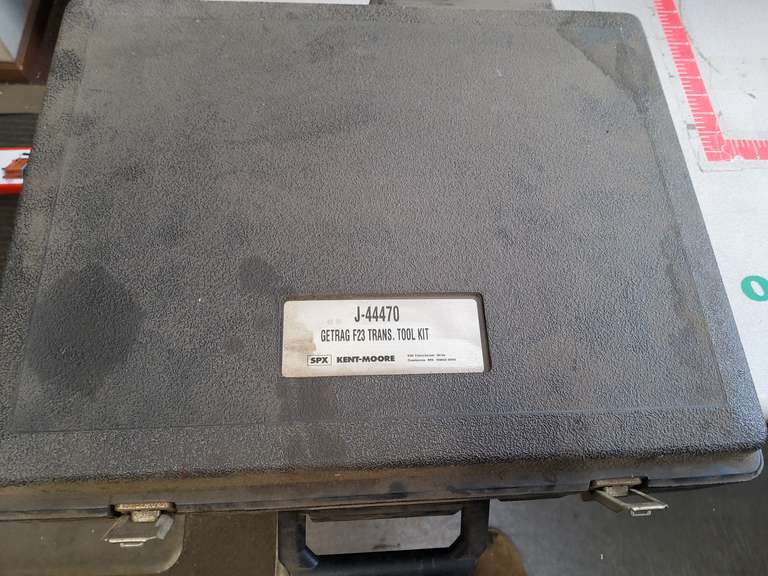 J-44470
GETRAG F23 TRANS. TOOL KIT
SPX KENT-MOORE
O